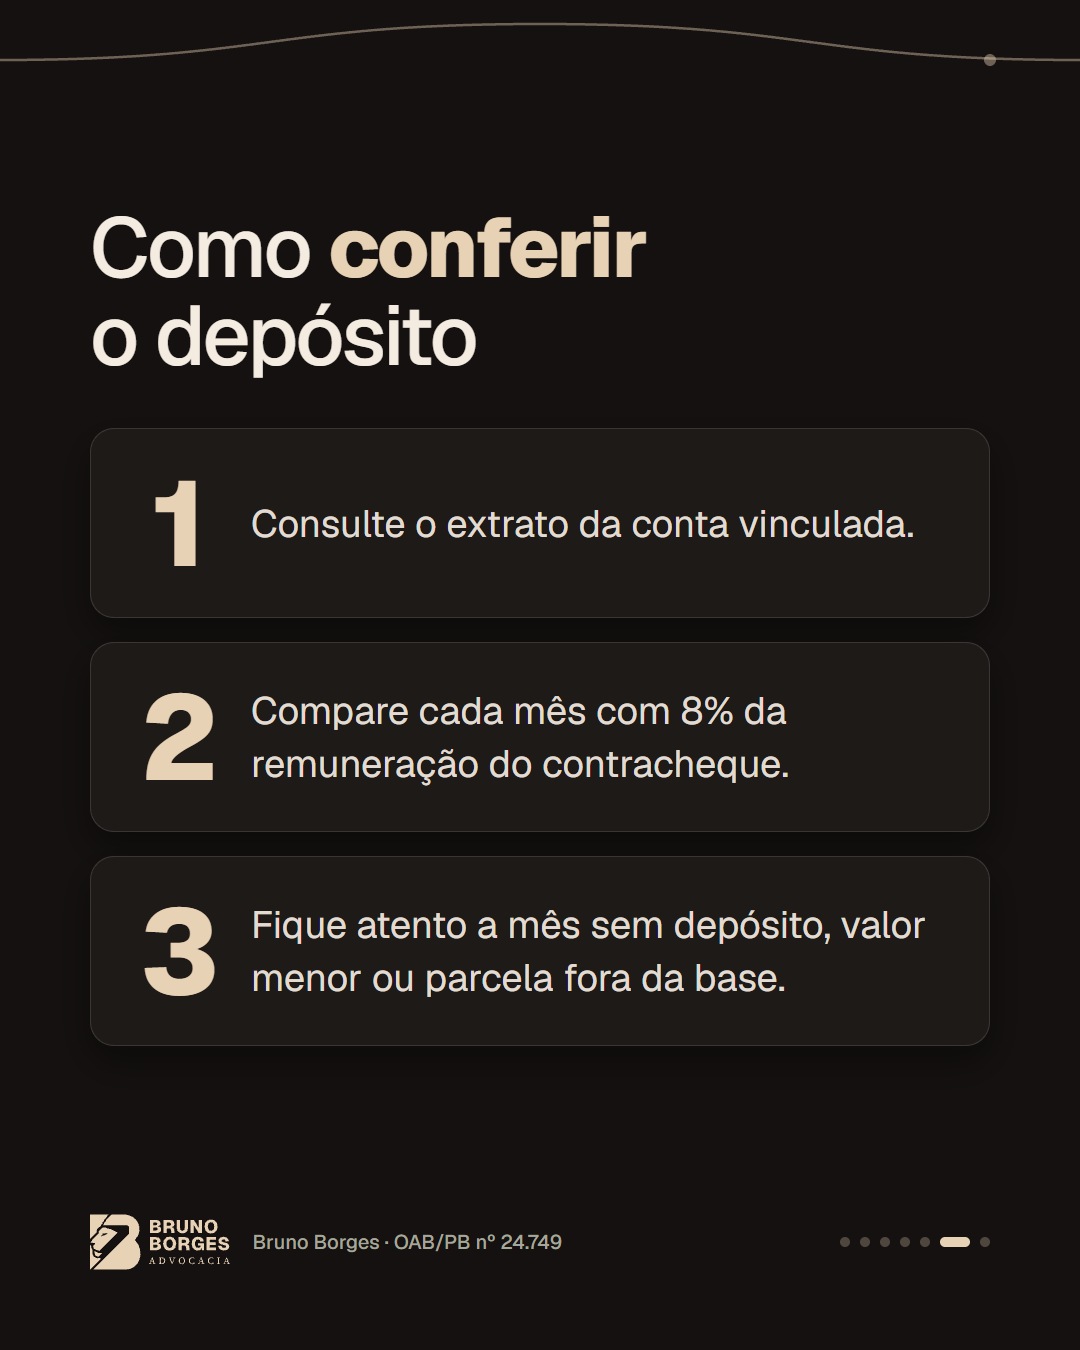 Como conferir
o depósito
1
Consulte o extrato da conta vinculada.
2
Compare cada mês com 8% da
remuneração do contracheque.
3
Fique atento a mês sem depósito, valor
menor ou parcela fora da base.
BRUNO
BORGES
ADVOCACIA
Bruno Borges · OAB/PB nº 24.749